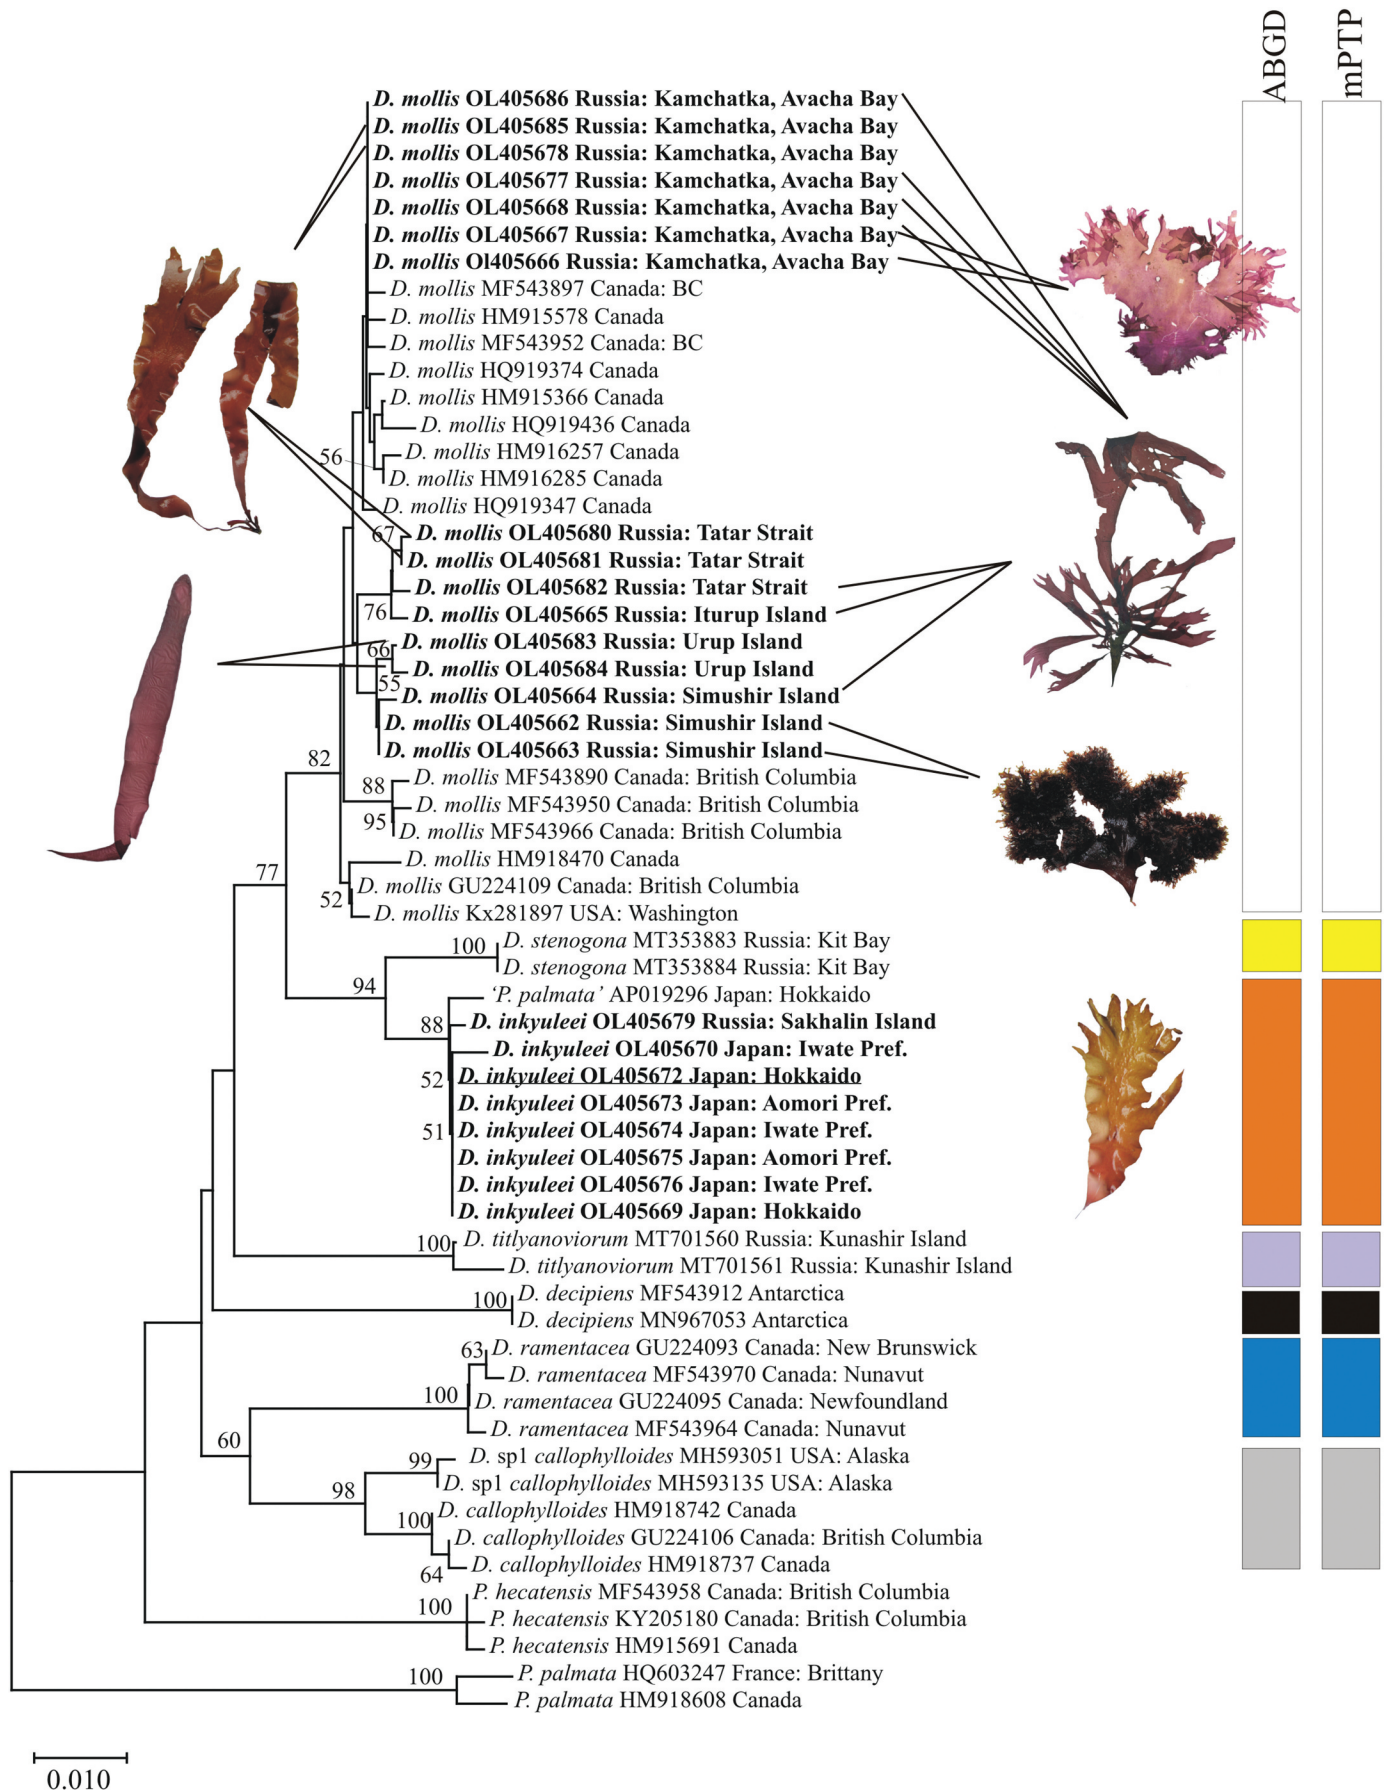 ABGD
mPTP
D. mollis OL405686 Russia: Kamchatka, Avacha Bay
D. mollis OL405685 Russia: Kamchatka, Avacha Bay
D. mollis OL405678 Russia: Kamchatka, Avacha Bay
D. mollis OL405677 Russia: Kamchatka, Avacha Bay
D. mollis OL405668 Russia: Kamchatka, Avacha Bay
D. mollis OL405667 Russia: Kamchatka, Avacha Bay
D. mollis Ol405666 Russia: Kamchatka, Avacha Bay
D. mollis MF543897 Canada: BC
D. mollis HM915578 Canada
D. mollis MF543952 Canada: BC
D. mollis HQ919374 Canada
D. mollis HM915366 Canada
D. mollis HQ919436 Canada
D. mollis HM916257 Canada
56
D. mollis HM916285 Canada
D. mollis HQ919347 Canada
67
D. mollis OL405680 Russia: Tatar Strait
D. mollis OL405681 Russia: Tatar Strait
D. mollis OL405682 Russia: Tatar Strait
76
D. mollis OL405665 Russia: Iturup Island
D. mollis OL405683 Russia: Urup Island
66
D. mollis OL405684 Russia: Urup Island
55
D. mollis OL405664 Russia: Simushir Island
D. mollis OL405662 Russia: Simushir Island
D. mollis OL405663 Russia: Simushir Island
82
D. mollis MF543890 Canada: British Columbia
88
D. mollis MF543950 Canada: British Columbia
95
D. mollis MF543966 Canada: British Columbia
D. mollis HM918470 Canada
77
D. mollis GU224109 Canada: British Columbia
52
D. mollis Kx281897 USA: Washington
100
D. stenogona MT353883 Russia: Kit Bay
D. stenogona MT353884 Russia: Kit Bay
94
‘P. palmata’ AP019296 Japan: Hokkaido
88
D. inkyuleei OL405679 Russia: Sakhalin Island
D. inkyuleei OL405670 Japan: Iwate Pref.
52
D. inkyuleei OL405672 Japan: Hokkaido
D. inkyuleei OL405673 Japan: Aomori Pref.
51
D. inkyuleei OL405674 Japan: Iwate Pref.
D. inkyuleei OL405675 Japan: Aomori Pref.
D. inkyuleei OL405676 Japan: Iwate Pref.
D. inkyuleei OL405669 Japan: Hokkaido
100
D. titlyanoviorum MT701560 Russia: Kunashir Island
D. titlyanoviorum MT701561 Russia: Kunashir Island
D. decipiens MF543912 Antarctica
100
D. decipiens MN967053 Antarctica
63
D. ramentacea GU224093 Canada: New Brunswick
D. ramentacea MF543970 Canada: Nunavut
100
D. ramentacea GU224095 Canada: Newfoundland
D. ramentacea MF543964 Canada: Nunavut
60
99
D. sp1 callophylloides MH593051 USA: Alaska
D. sp1 callophylloides MH593135 USA: Alaska
98
D. callophylloides HM918742 Canada
100
D. callophylloides GU224106 Canada: British Columbia
D. callophylloides HM918737 Canada
64
P. hecatensis MF543958 Canada: British Columbia
100
P. hecatensis KY205180 Canada: British Columbia
P. hecatensis HM915691 Canada
100
P. palmata HQ603247 France: Brittany
P. palmata HM918608 Canada
0.010